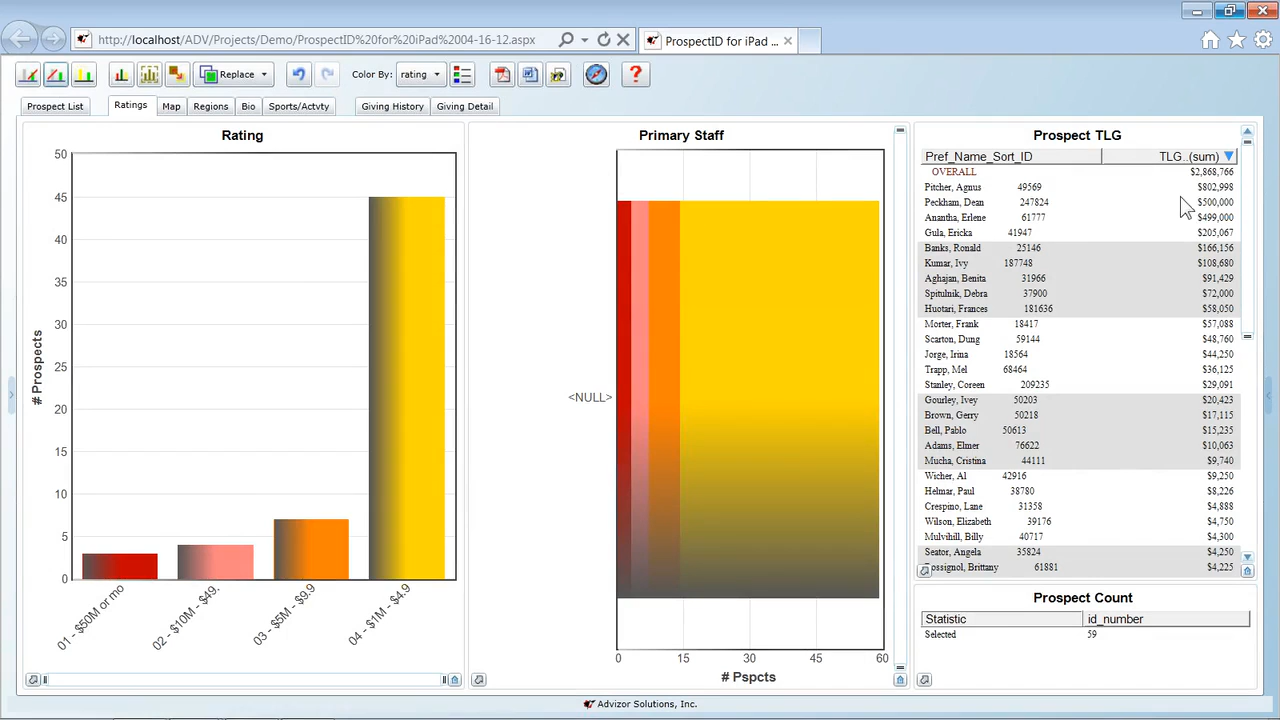 http://localhost/ADV/Projects/Demo/ProspectID%20for%20iPad%2004-16-12.aspx
ProspectID for iPad ...
Replace
Color By: rating
Prospect List Ratings Map Regions Bio Sports/Actvty Giving History Giving Detail
Rating
50
45
40
35
30
25
20
15
10
5
0
# Prospects
01 - $50M or mo
02 - $10M - $49.
03 - $5M - $9.9
04 - $1M - $4.9
Primary Staff
<NULL>
0 15 30 45 60
# Pspcts
Prospect TLG
Pref_Name_Sort_ID TLG..(sum)
OVERALL $2,868,766
Pitcher, Agnus 49569 $802,998
Peckham, Dean 247824 $500,000
Anantha, Erlene 61777 $499,000
Gula, Ericka 41947 $205,067
Banks, Ronald 25146 $166,156
Kumar, Ivy 187748 $108,680
Aghajan, Benita 31966 $91,429
Spitulnik, Debra 37900 $72,000
Huotari, Frances 181636 $58,050
Morter, Frank 18417 $57,088
Scarton, Dung 59144 $48,760
Jorge, Irina 18564 $44,250
Trapp, Mel 68464 $36,125
Stanley, Coreen 209235 $29,091
Gourley, Ivey 50203 $20,423
Brown, Gerry 50218 $17,115
Bell, Pablo 50613 $15,235
Adams, Elmer 76622 $10,063
Mucha, Cristina 44111 $9,740
Wicher, Al 42916 $9,250
Helmar, Paul 38780 $8,226
Crespino, Lane 31358 $4,888
Wilson, Elizabeth 39176 $4,750
Mulvihill, Billy 40717 $4,300
Seator, Angela 35824 $4,250
ossignol, Brittany 61881 $4,225
Prospect Count
Statistic id_number
Selected 59
Advizor Solutions, Inc.